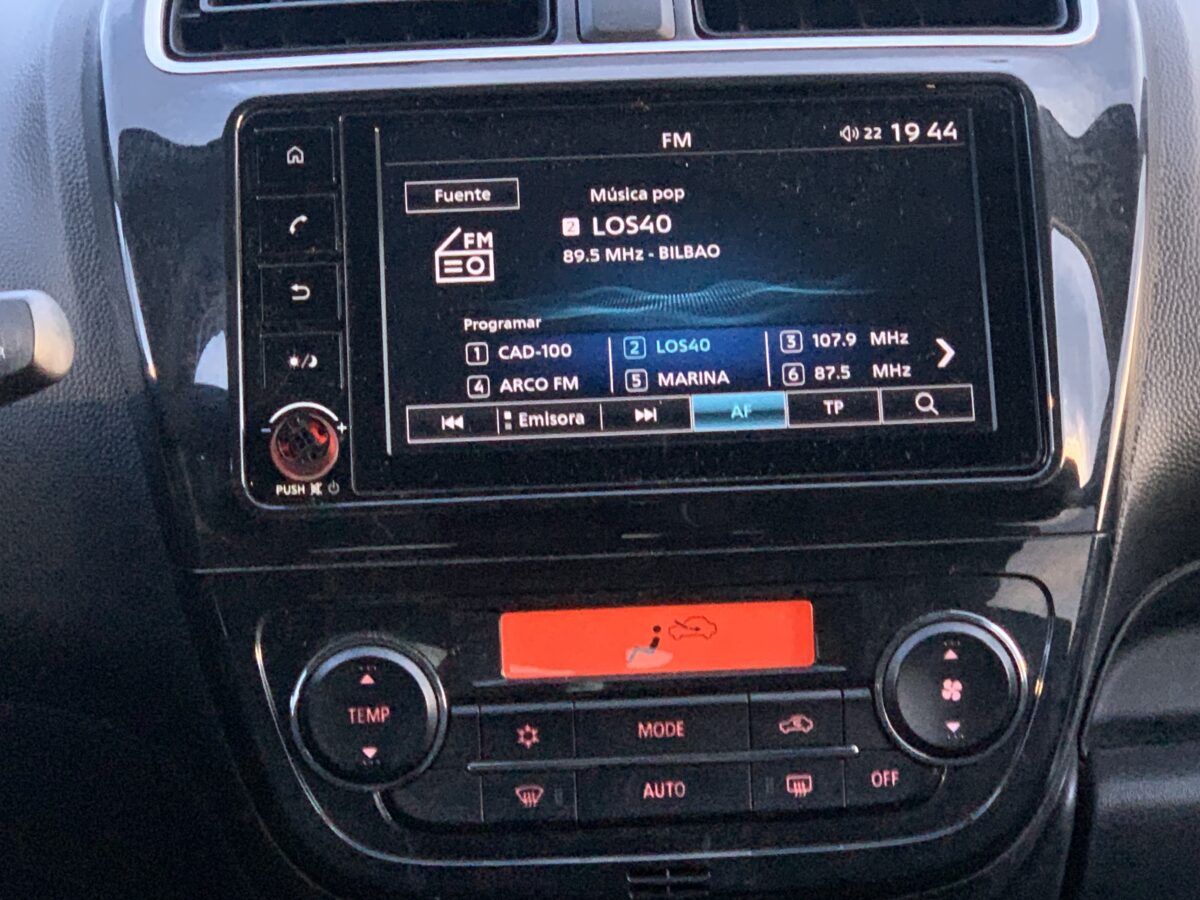 FM
22 19 44
Fuente
Música pop
FM
2 LOS40
89.5 MHz - BILBAO
Programar
1 CAD-100 2 LOS40 3 107.9 MHz
4 ARCO FM 5 MARINA 6 87.5 MHz
Emisora AF TP
- +
PUSH
TEMP
MODE
AUTO
OFF